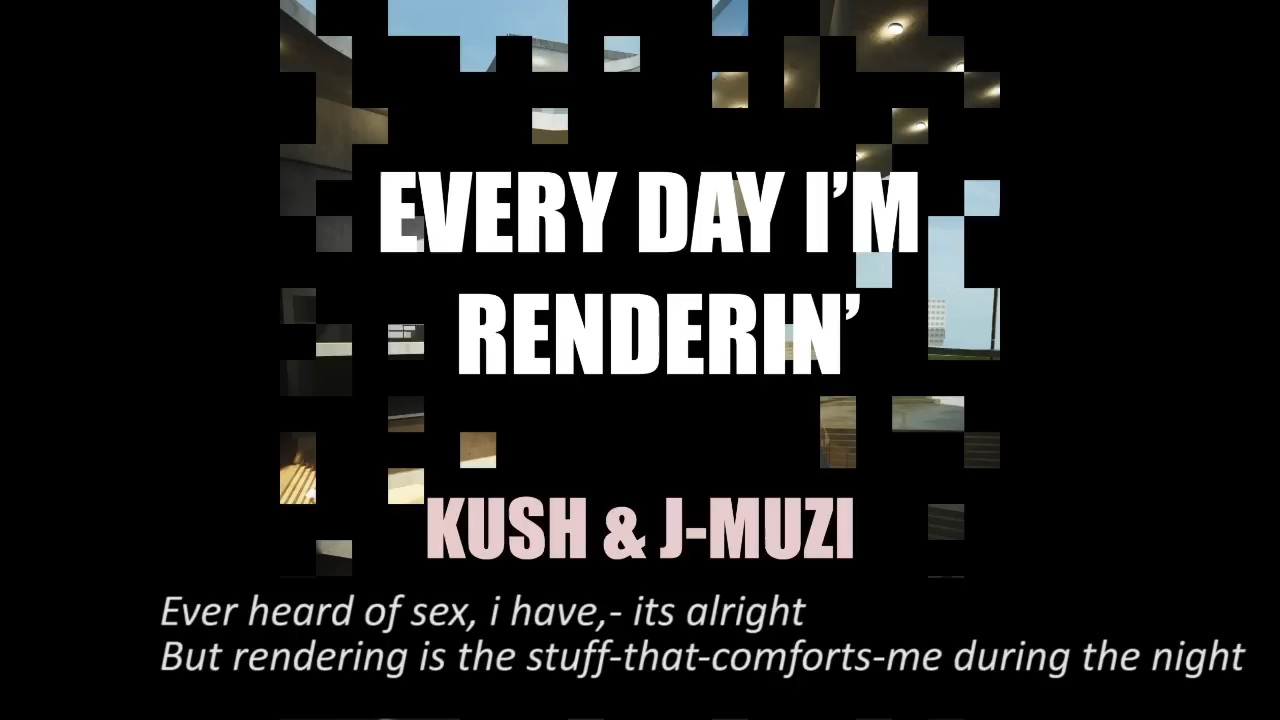 EVERY DAY I’M
RENDERIN’
KUSH & J-MUZI
Ever heard of sex, i have,- its alright
But rendering is the stuff-that-comforts-me during the night